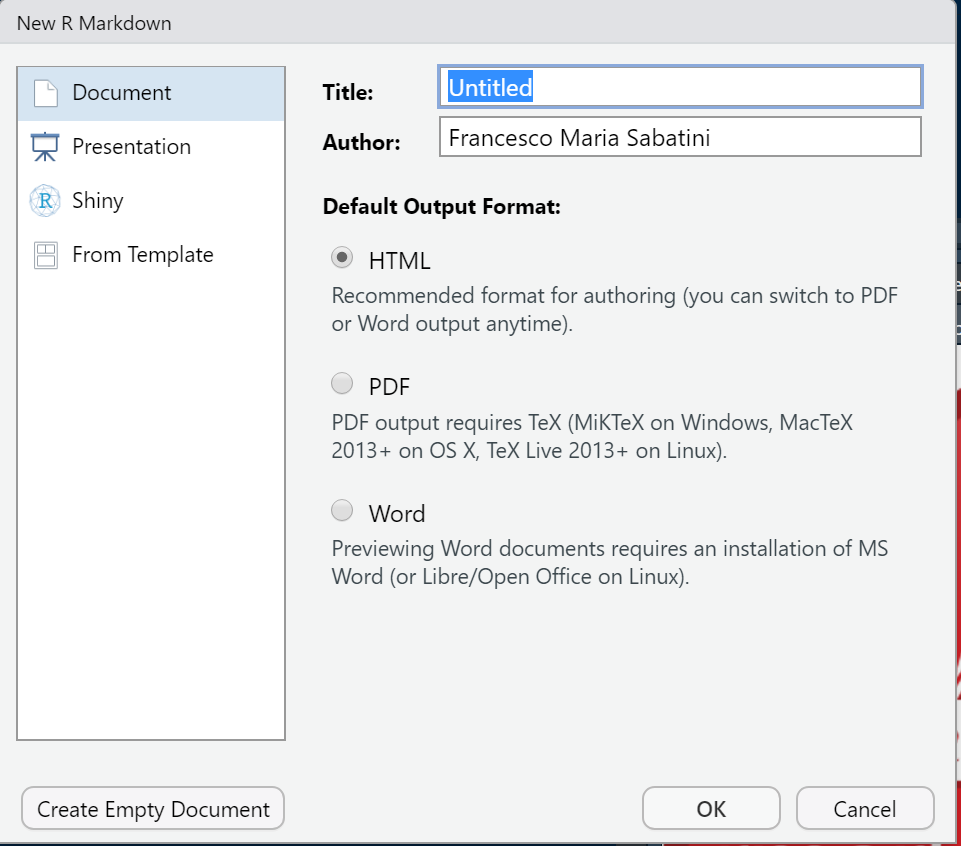 New R Markdown
Document
Presentation
R
Shiny
From Template
Title:
Untitled
Author:
Francesco Maria Sabatini
Default Output Format:
HTML
Recommended format for authoring (you can switch to PDF
or Word output anytime).
PDF
PDF output requires TeX (MiKTeX on Windows, MacTeX
2013+ on OS X, TeX Live 2013+ on Linux).
Word
Previewing Word documents requires an installation of MS
Word (or Libre/Open Office on Linux).
Create Empty Document
OK
Cancel